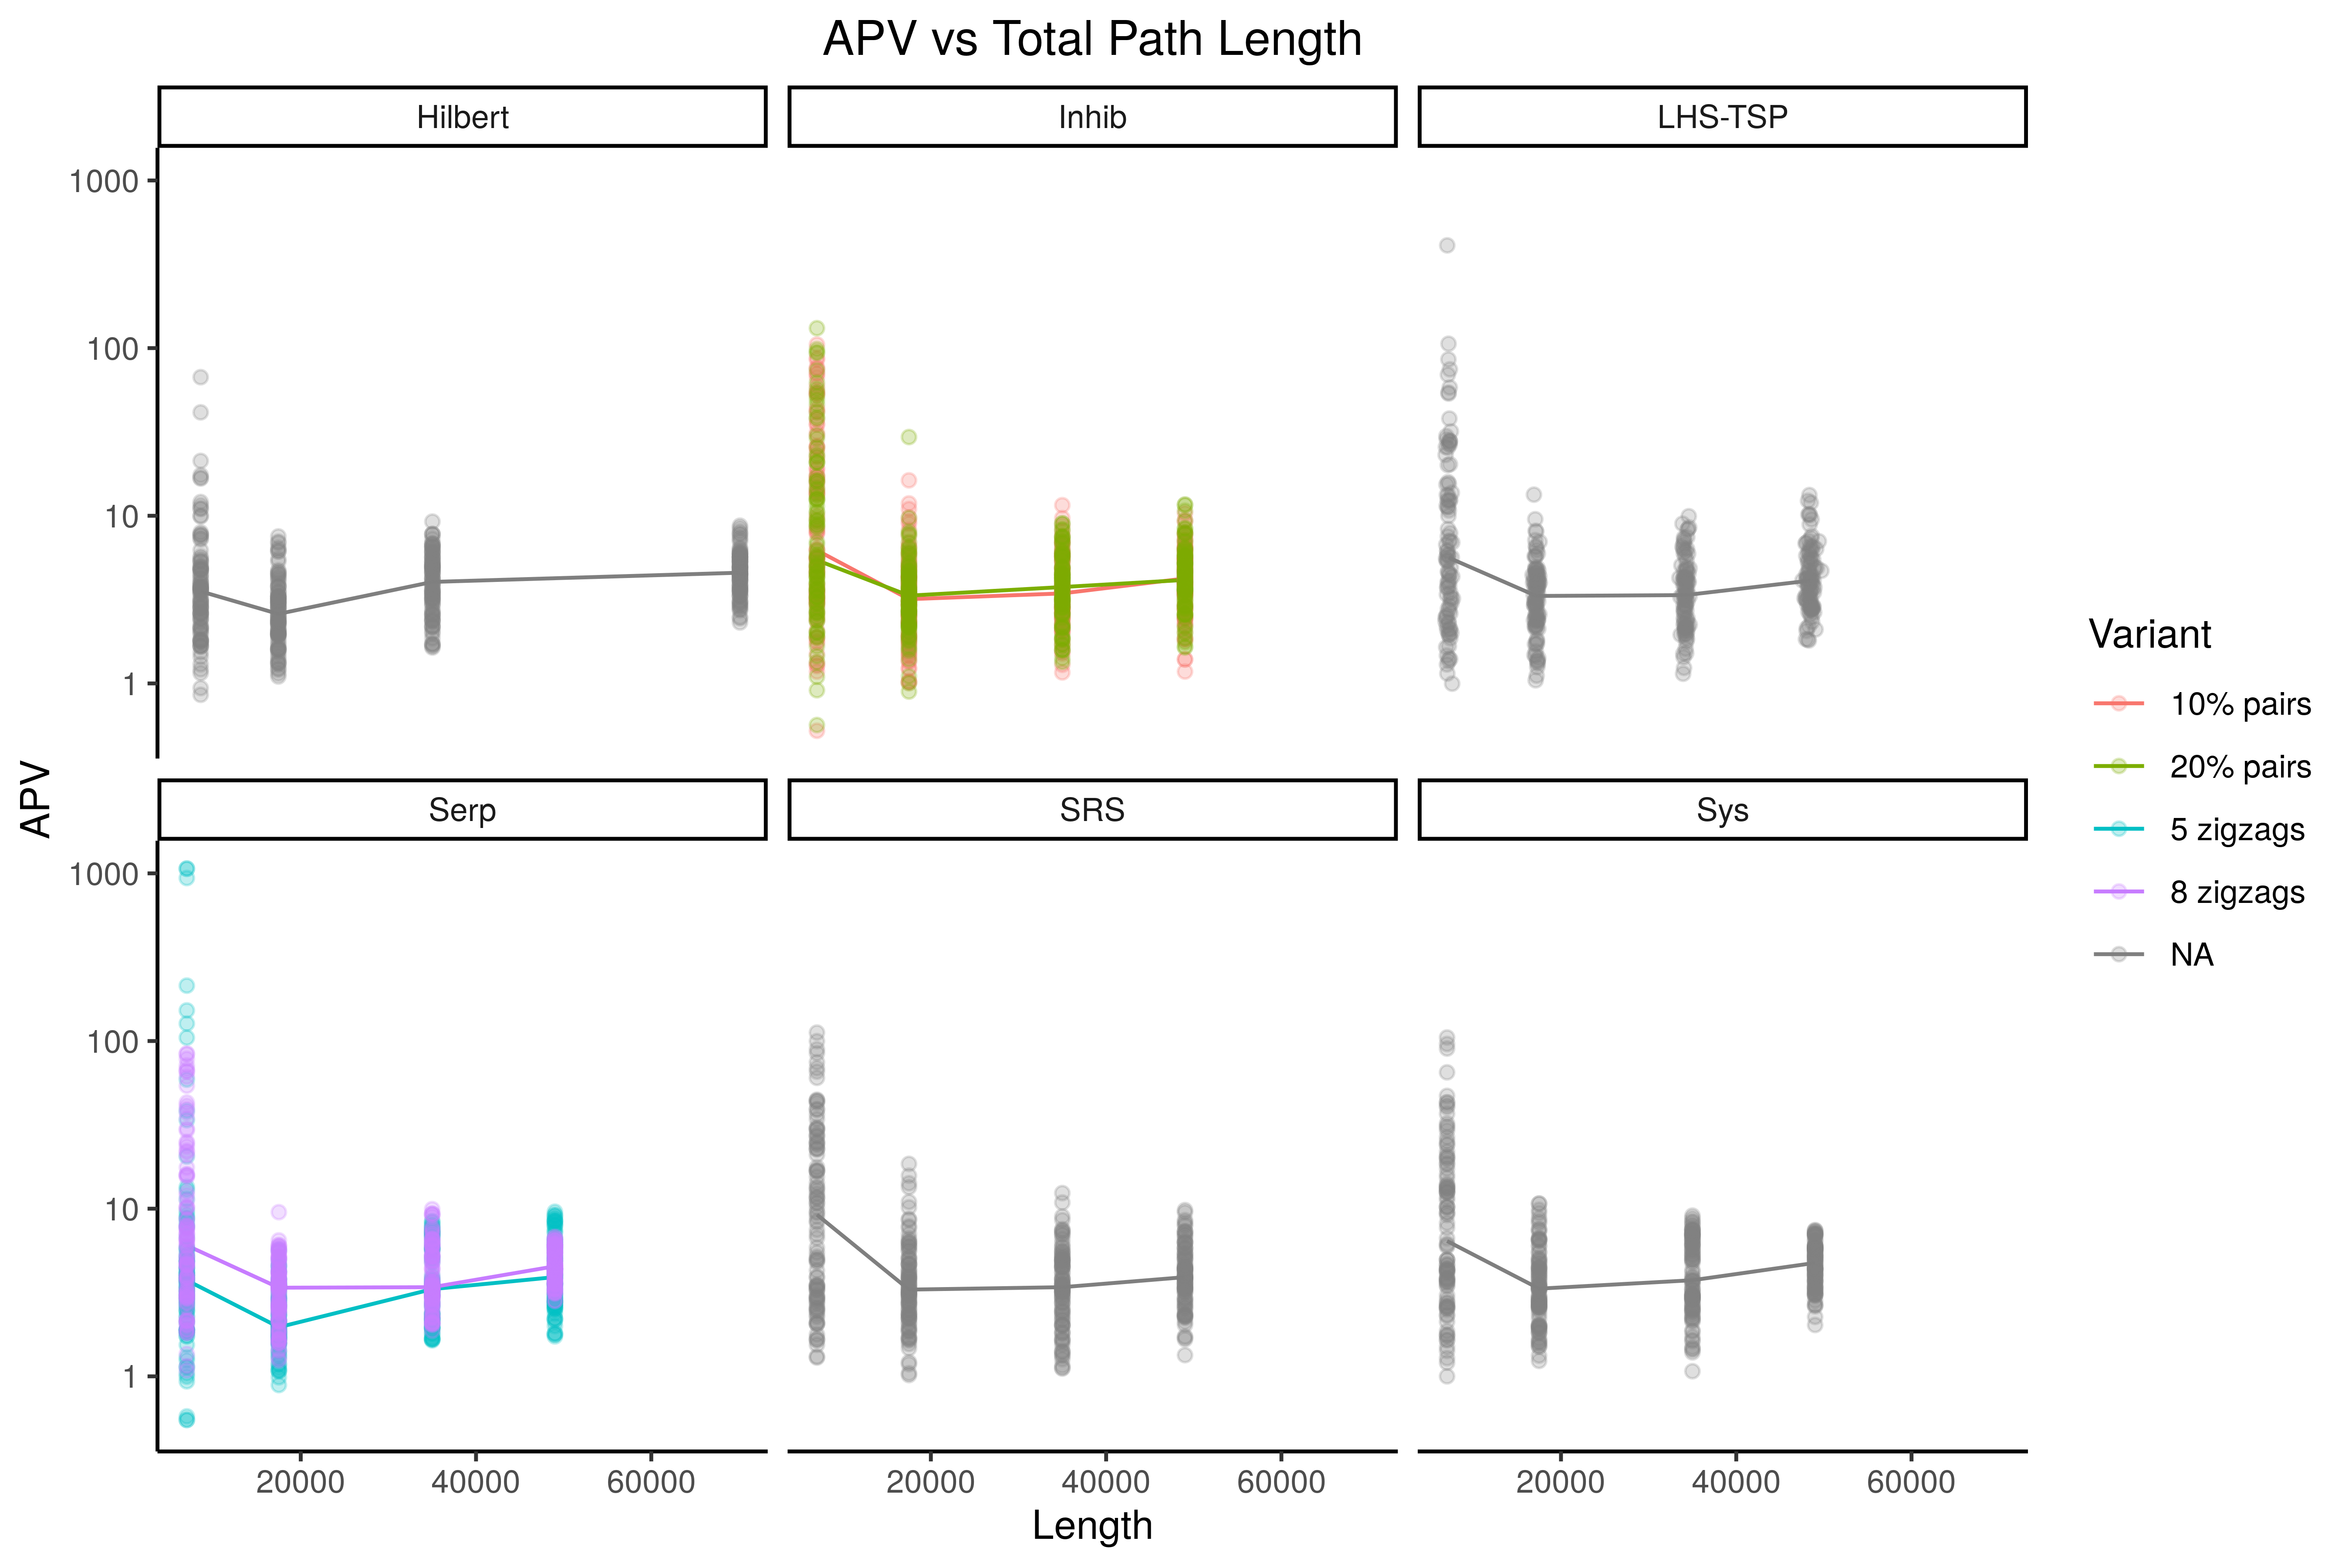 APV vs Total Path Length
Hilbert
Inhib
LHS-TSP
1000
100
10
1
Serp
SRS
Sys
1000
100
10
1
APV
20000 40000 60000
20000 40000 60000
20000 40000 60000
Length
Variant
10% pairs
20% pairs
5 zigzags
8 zigzags
NA